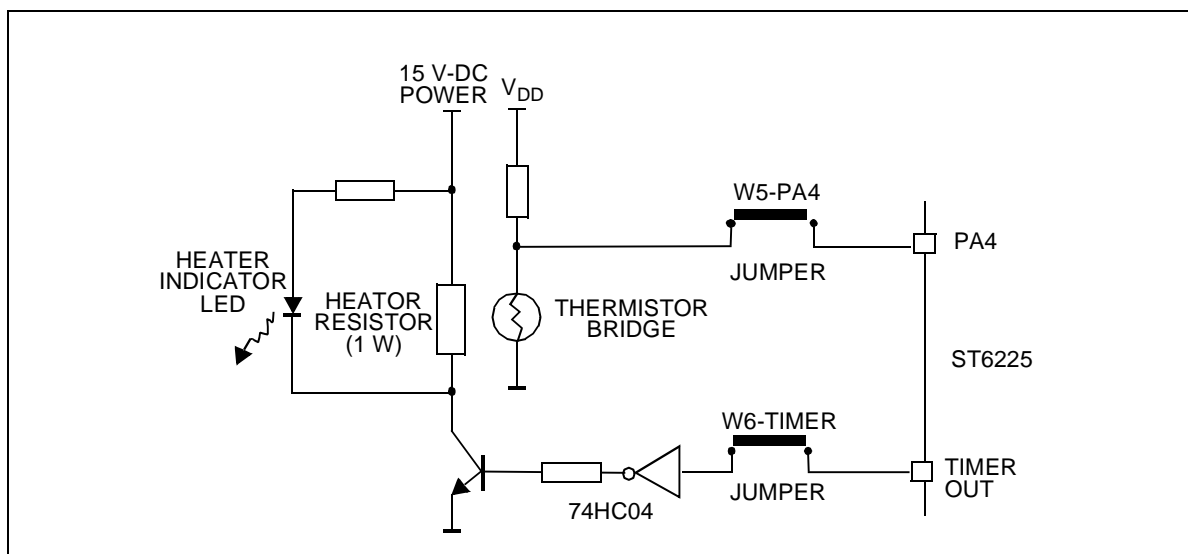 15 V-DC
POWER
VDD
W5-PA4
PA4
JUMPER
HEATER
INDICATOR
LED
HEATOR
RESISTOR
(1 W)
THERMISTOR
BRIDGE
ST6225
W6-TIMER
TIMER
OUT
JUMPER
74HC04